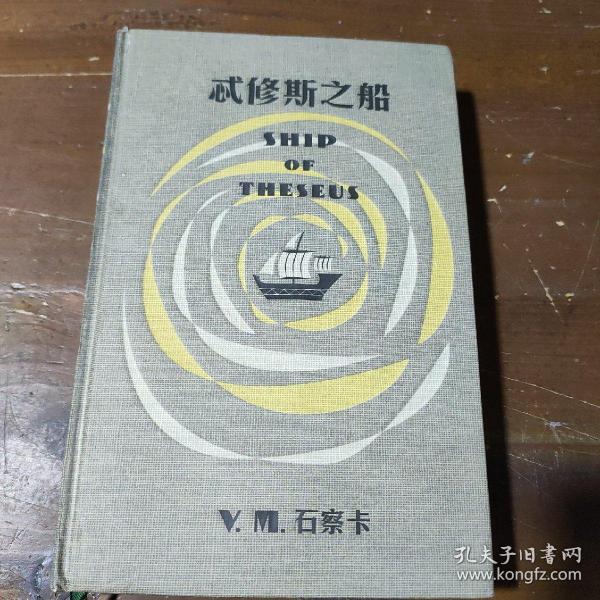 忒修斯之船
SHIP
OF
THESEUS
V. M. 石察卡
孔夫子旧书网
www.kongfz.com